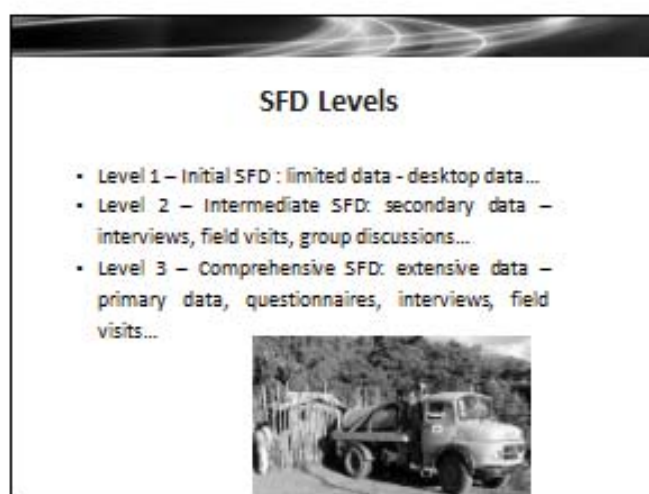 SFD Levels
• Level 1 – Initial SFD : limited data - desktop data...
• Level 2 – Intermediate SFD: secondary data –
interviews, field visits, group discussions...
• Level 3 – Comprehensive SFD: extensive data –
primary data, questionnaires, interviews, field
visits...